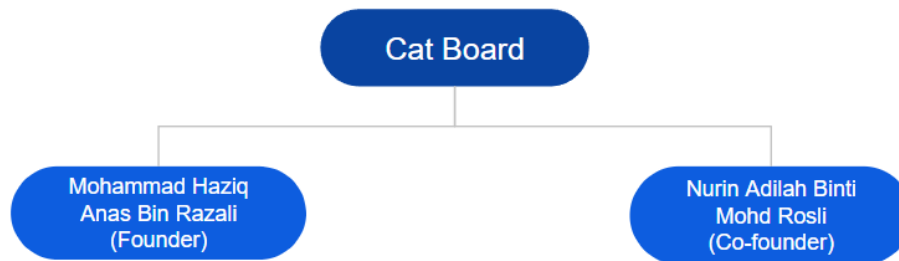 Cat Board
Mohammad Haziq
Anas Bin Razali
(Founder)
Nurin Adilah Binti
Mohd Rosli
(Co-founder)